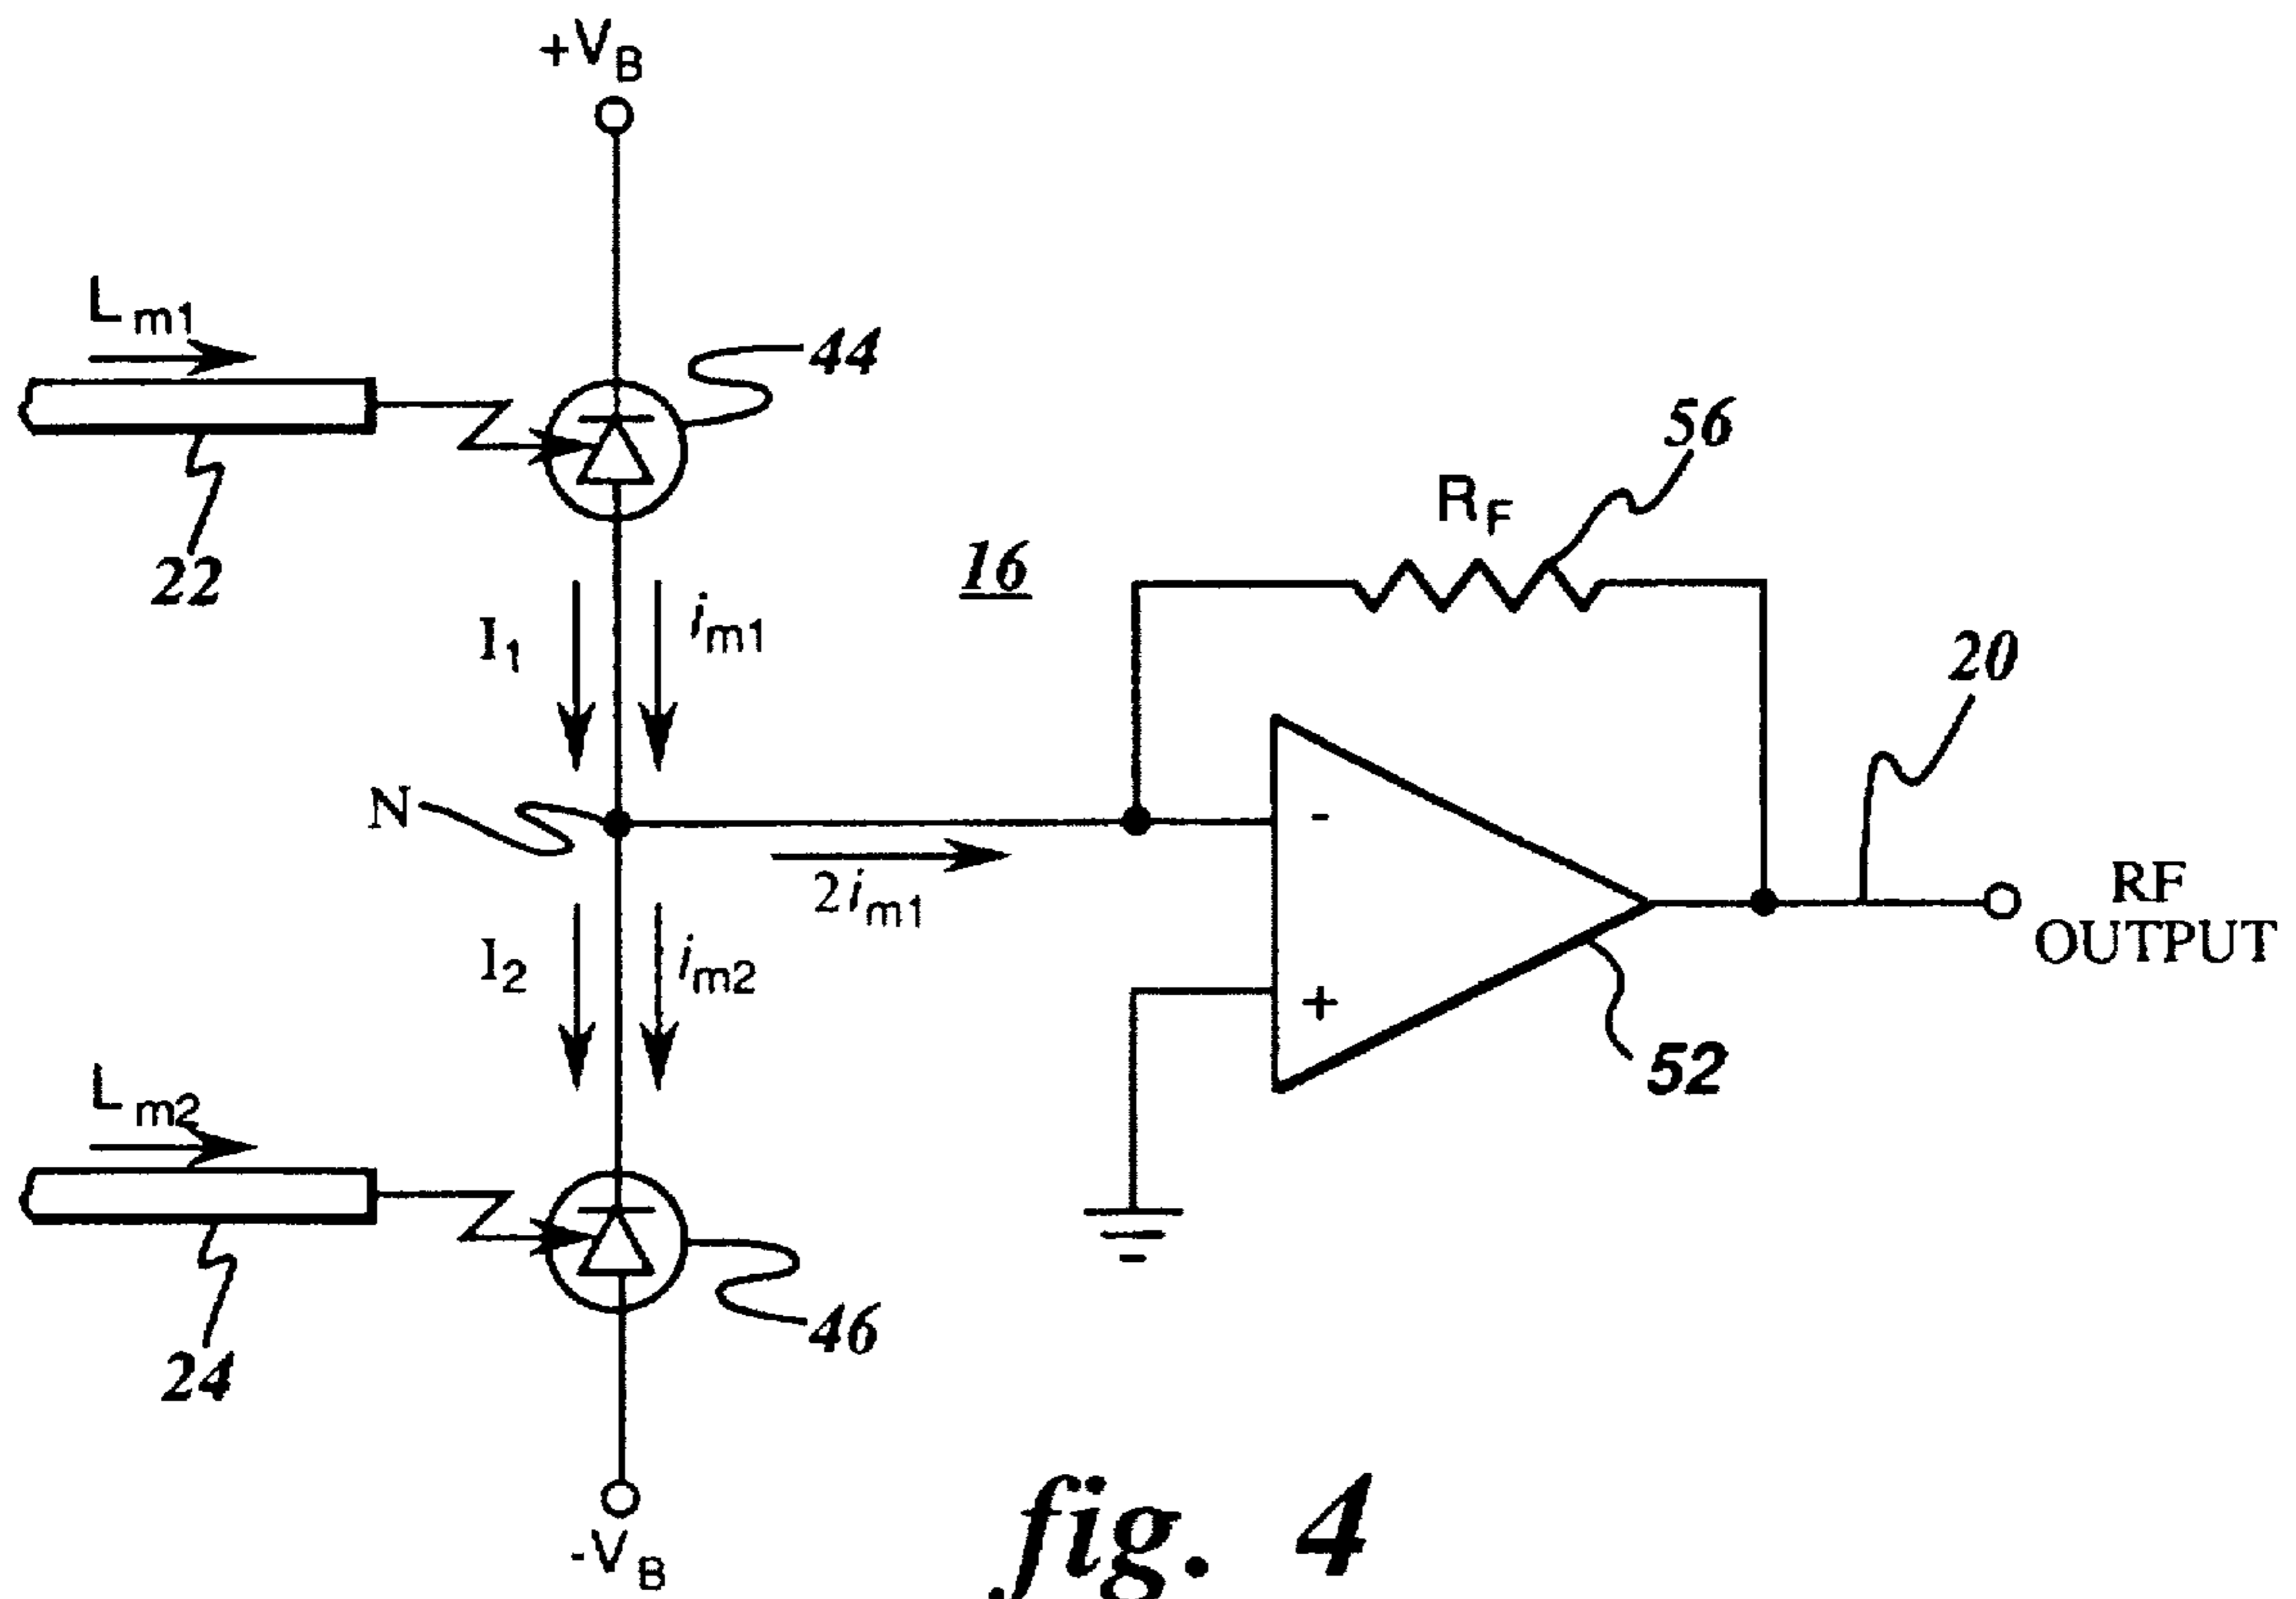 +VB
Lm1
44
56
RF
22
16
I1
im1
20
N
-
2im1
RF
OUTPUT
I2
im2
+
52
Lm2
46
24
-VB
fig. 4